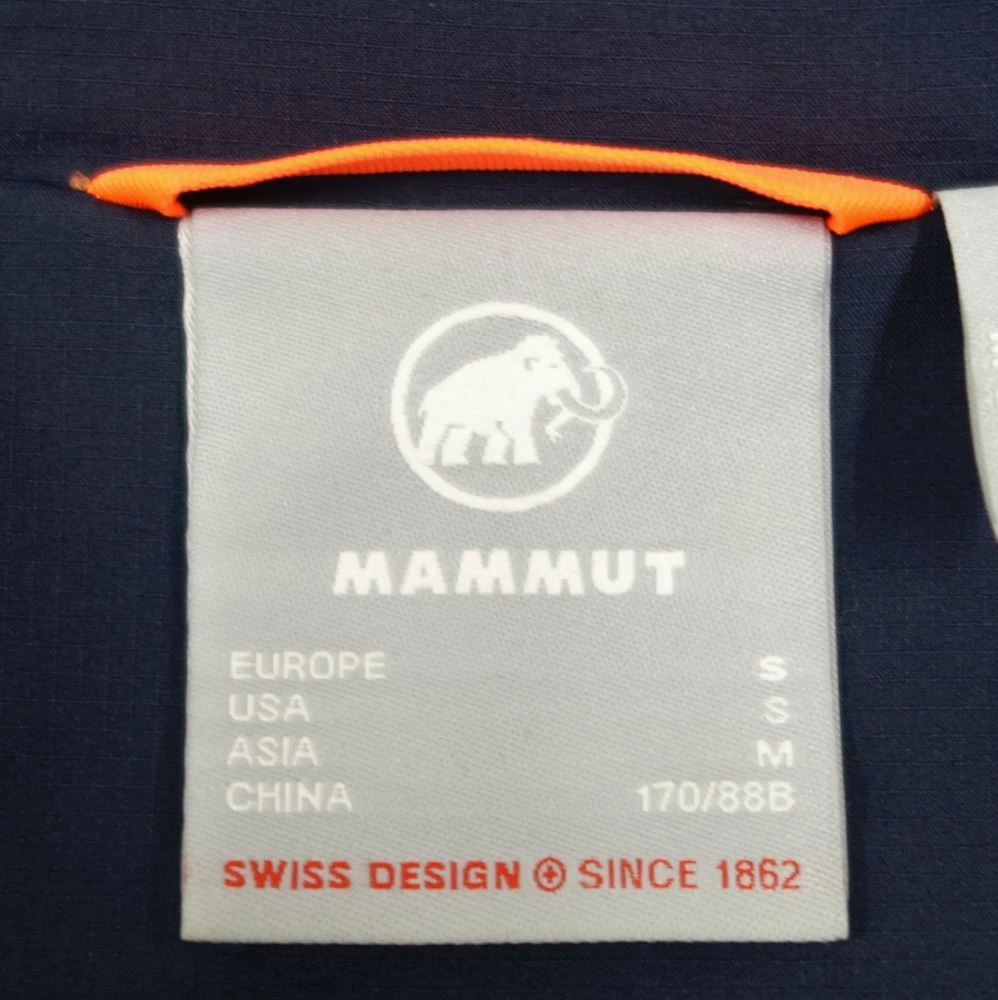 MAMMUT
EUROPE S
USA S
ASIA M
CHINA 170/88B
SWISS DESIGN SINCE 1862